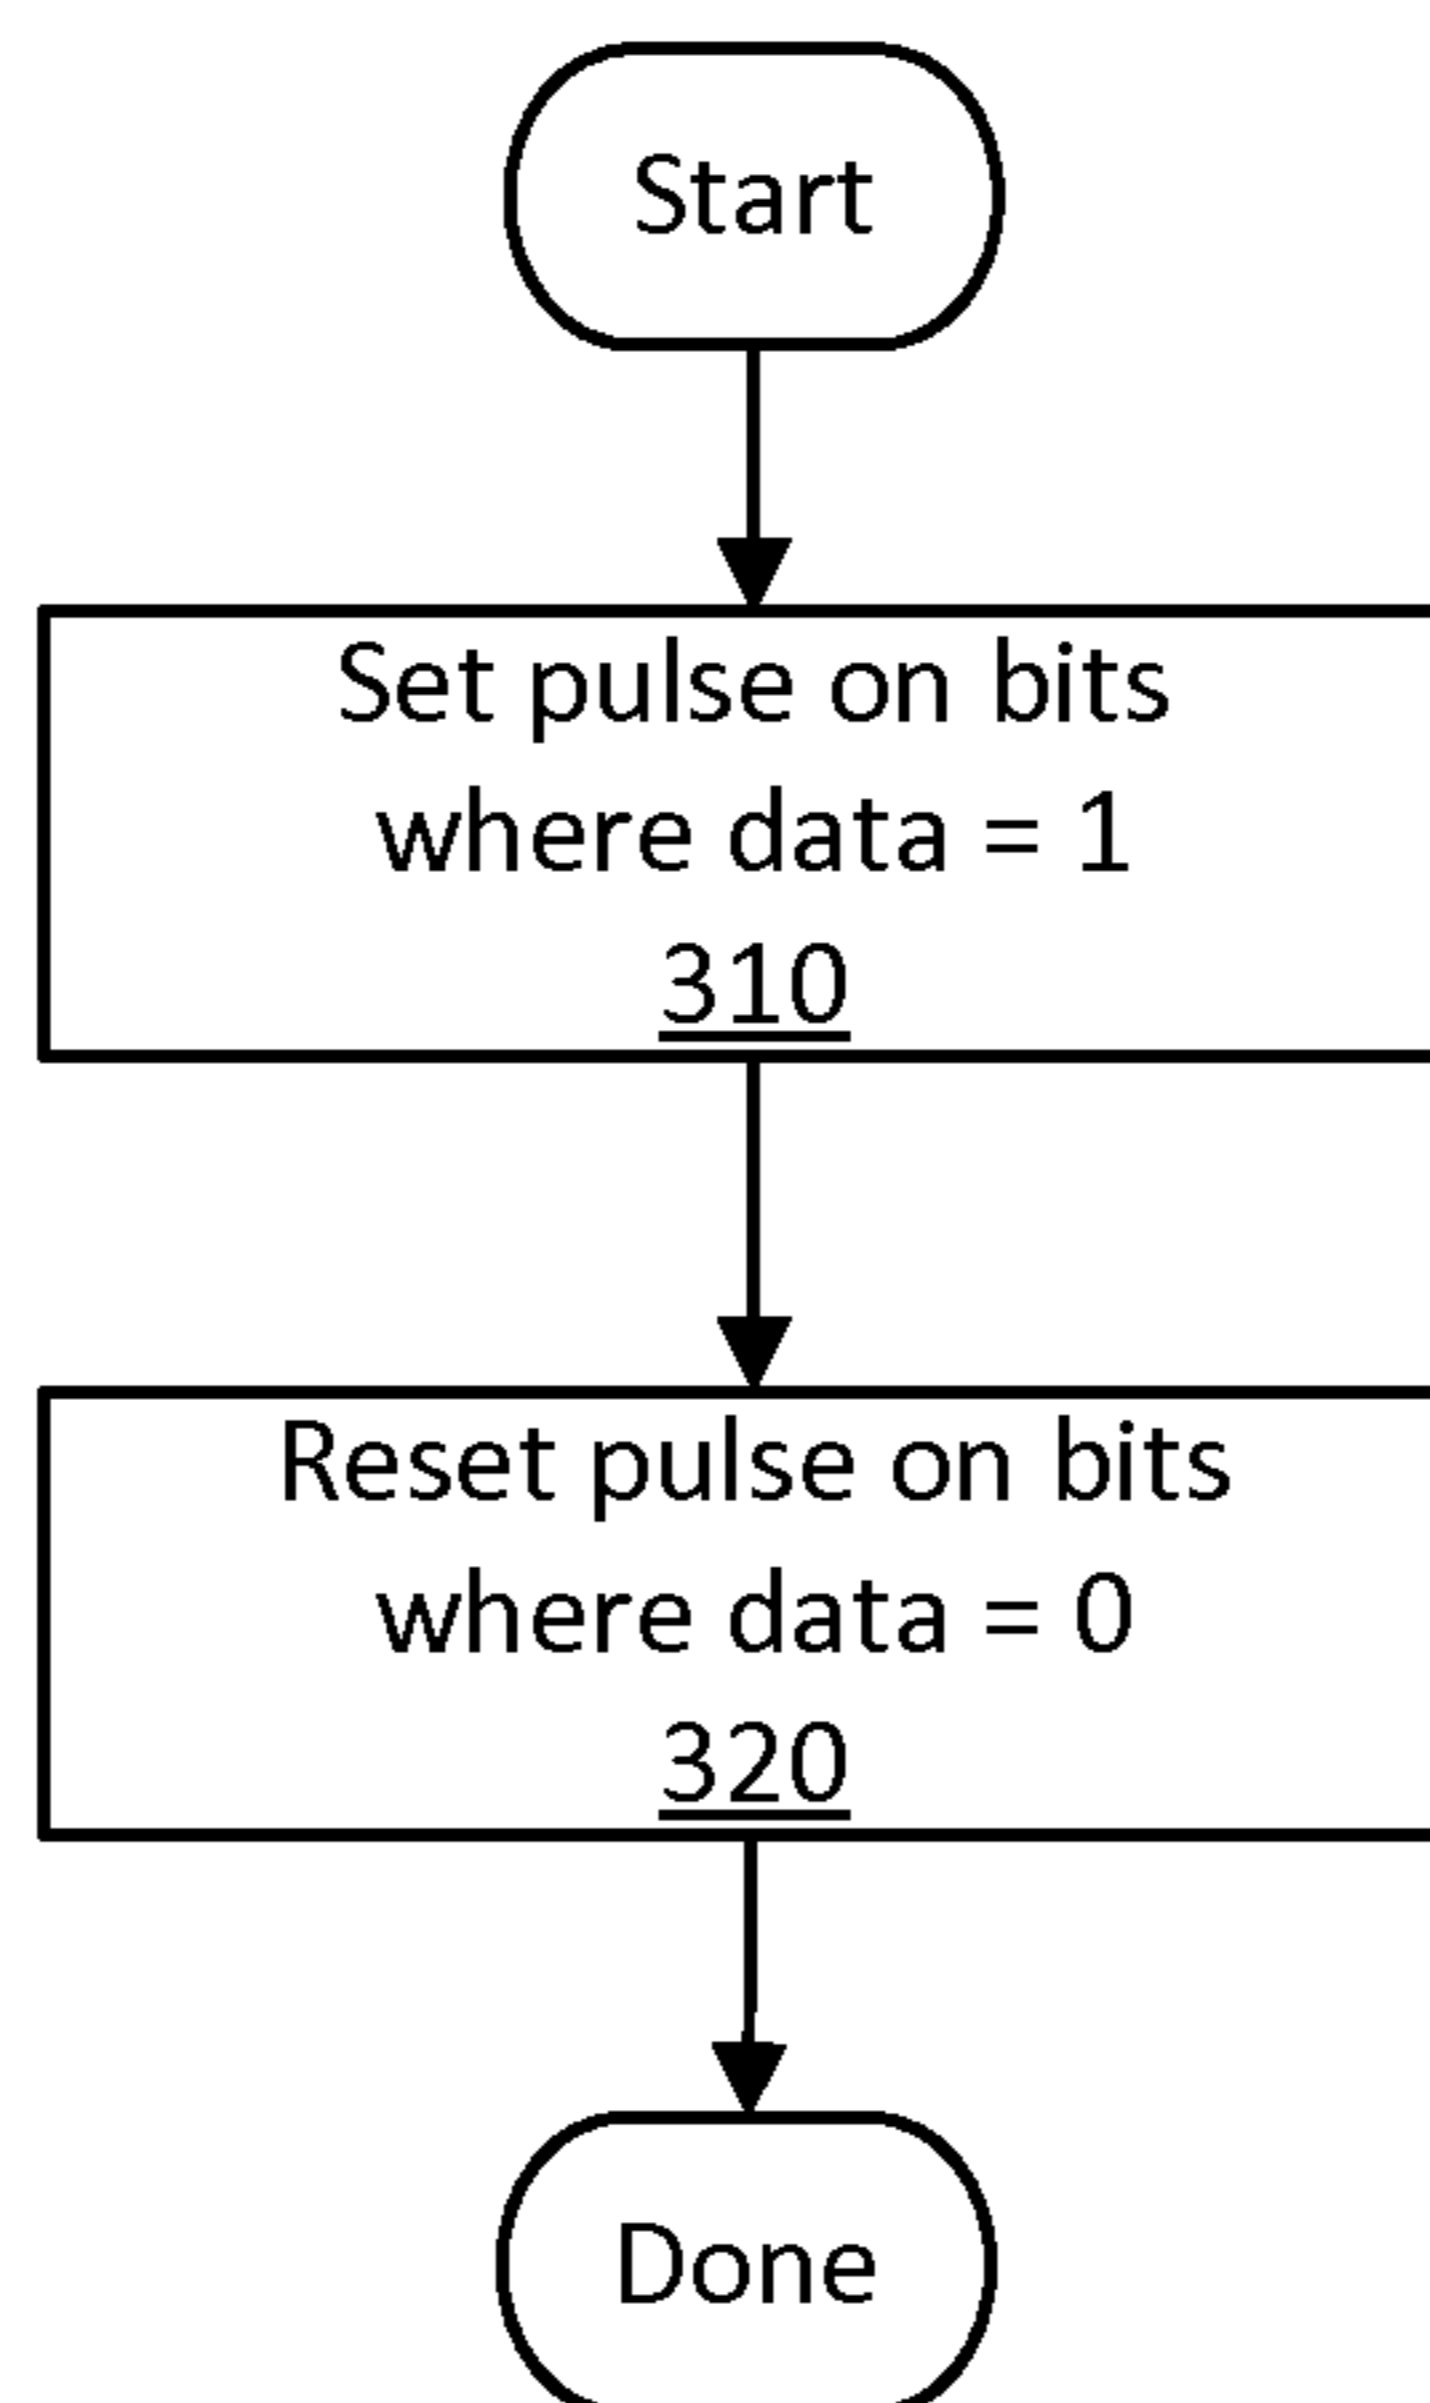 Start
Set pulse on bits
where data = 1
310
Reset pulse on bits
where data = 0
320
Done